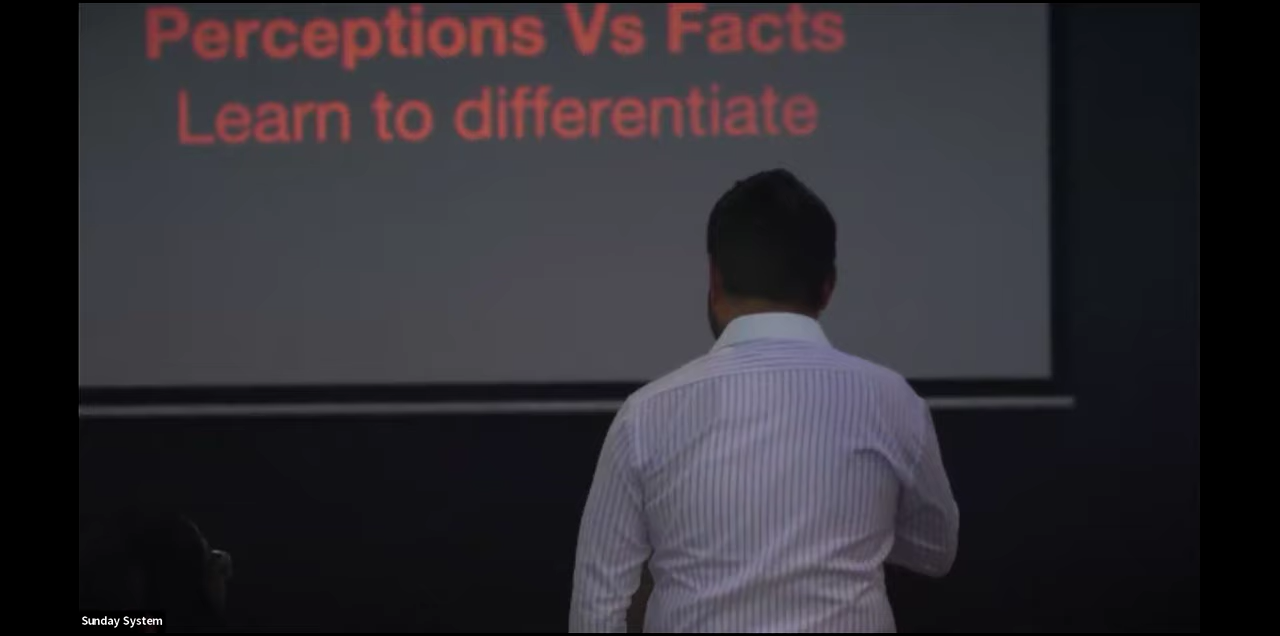 Perceptions Vs Facts
Learn to differentiate
Sunday System